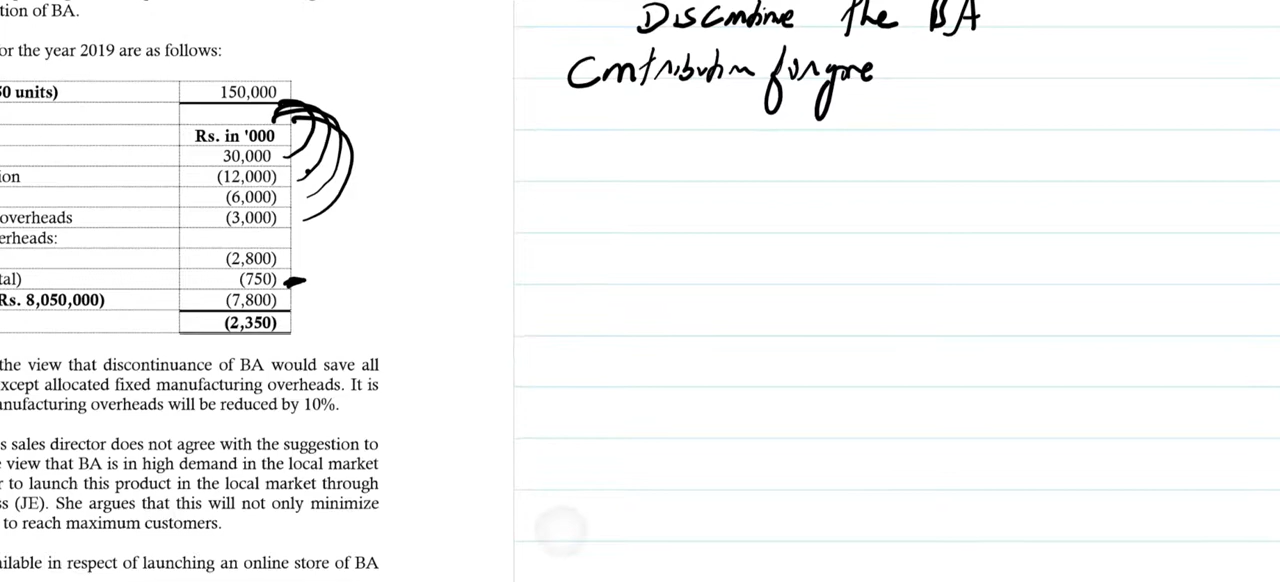 tion of BA.
or the year 2019 are as follows:
50 units) 150,000
Rs. in '000
30,000
ion (12,000)
(6,000)
overheads (3,000)
erheads:
(2,800)
tal) (750)
Rs. 8,050,000) (7,800)
(2,350)
the view that discontinuance of BA would save all
xcept allocated fixed manufacturing overheads. It is
anufacturing overheads will be reduced by 10%.
s sales director does not agree with the suggestion to
e view that BA is in high demand in the local market
r to launch this product in the local market through
ss (JE). She argues that this will not only minimize
to reach maximum customers.
ailable in respect of launching an online store of BA
the BA
Contribution forgone